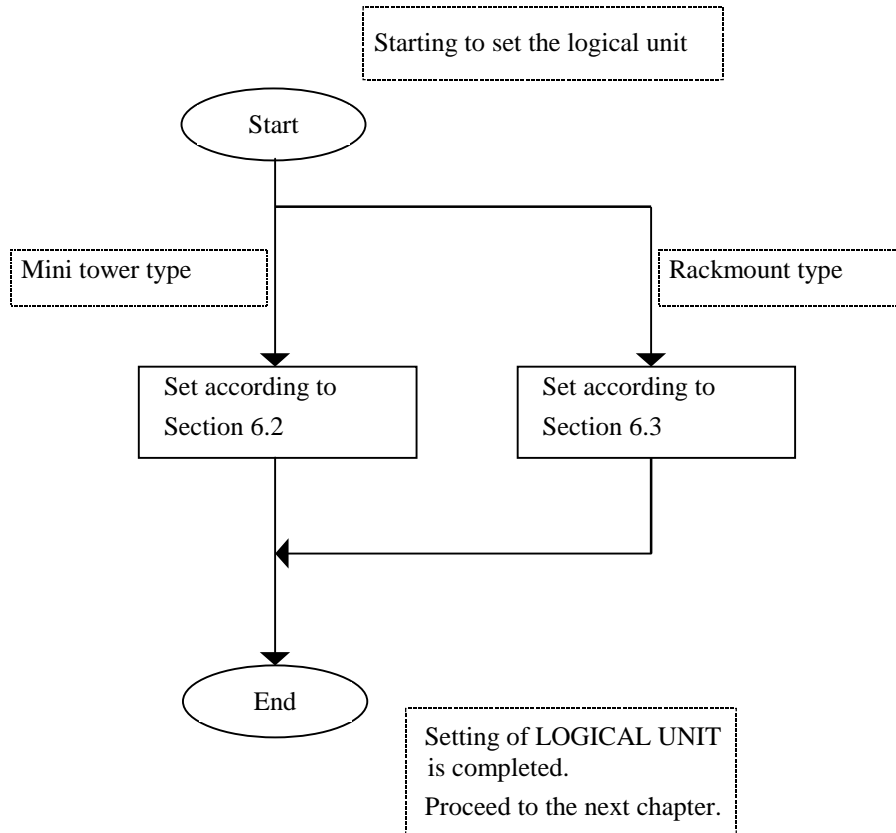 Starting to set the logical unit
Start
Mini tower type
Rackmount type
Set according to
Section 6.2
Set according to
Section 6.3
End
Setting of LOGICAL UNIT
is completed.
Proceed to the next chapter.